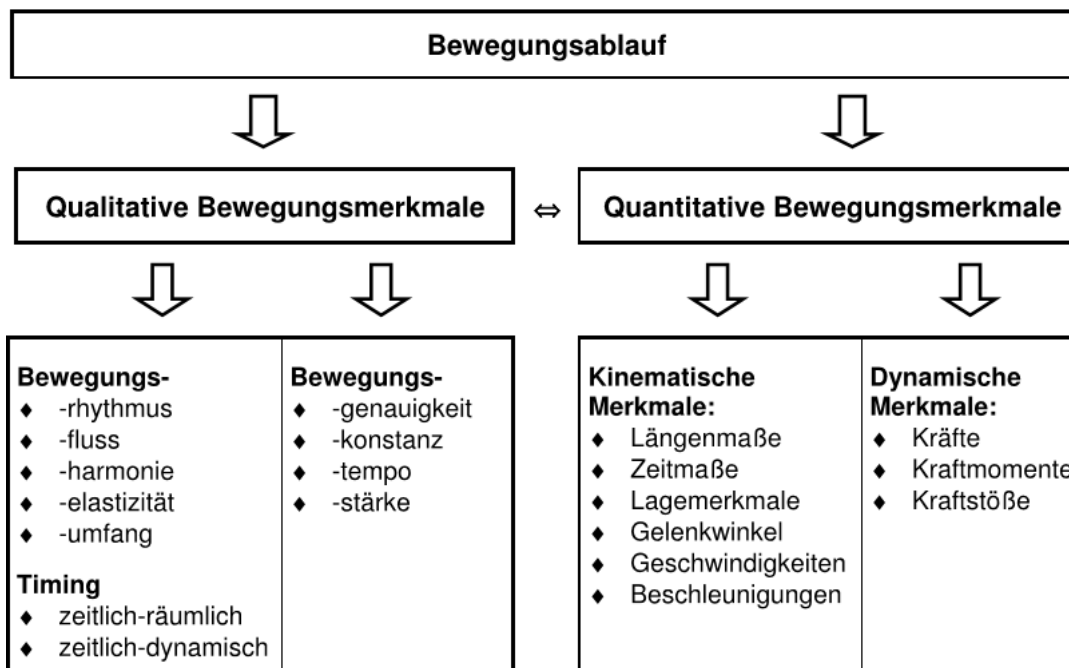 Bewegungsablauf
Qualitative Bewegungsmerkmale
⇔
Quantitative Bewegungsmerkmale
Bewegungs-
♦ -rhythmus
♦ -fluss
♦ -harmonie
♦ -elastizität
♦ -umfang
Timing
♦ zeitlich-räumlich
♦ zeitlich-dynamisch
Bewegungs-
♦ -genauigkeit
♦ -konstanz
♦ -tempo
♦ -stärke
Kinematische
Merkmale:
♦ Längenmaße
♦ Zeitmaße
♦ Lagemerkmale
♦ Gelenkwinkel
♦ Geschwindigkeiten
♦ Beschleunigungen
Dynamische
Merkmale:
♦ Kräfte
♦ Kraftmomente
♦ Kraftstöße